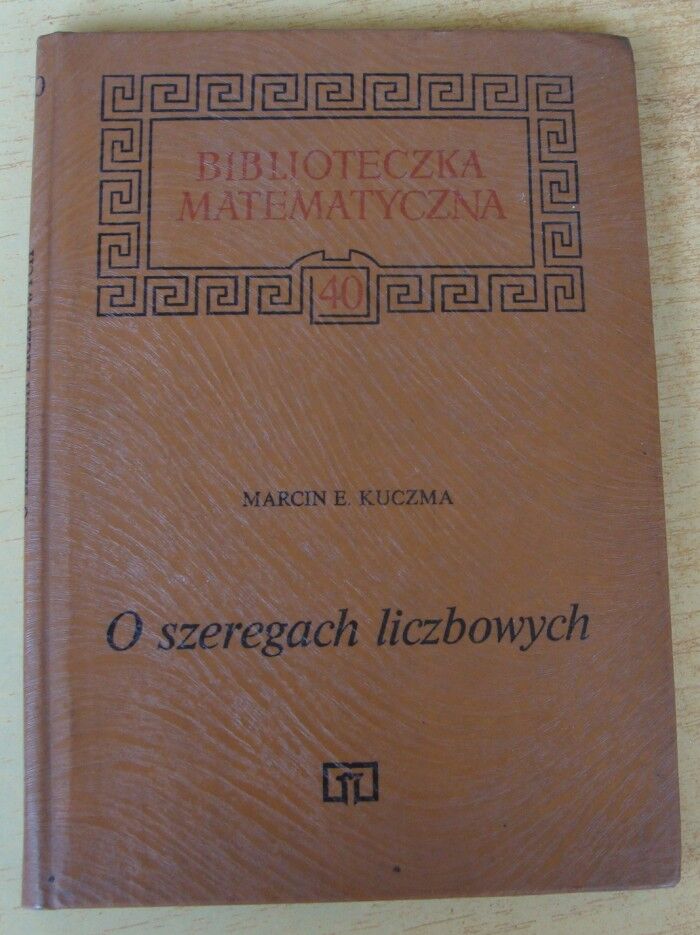 BIBLIOTECZKA
MATEMATYCZNA
40
MARCIN E. KUCZMA
O szeregach liczbowych